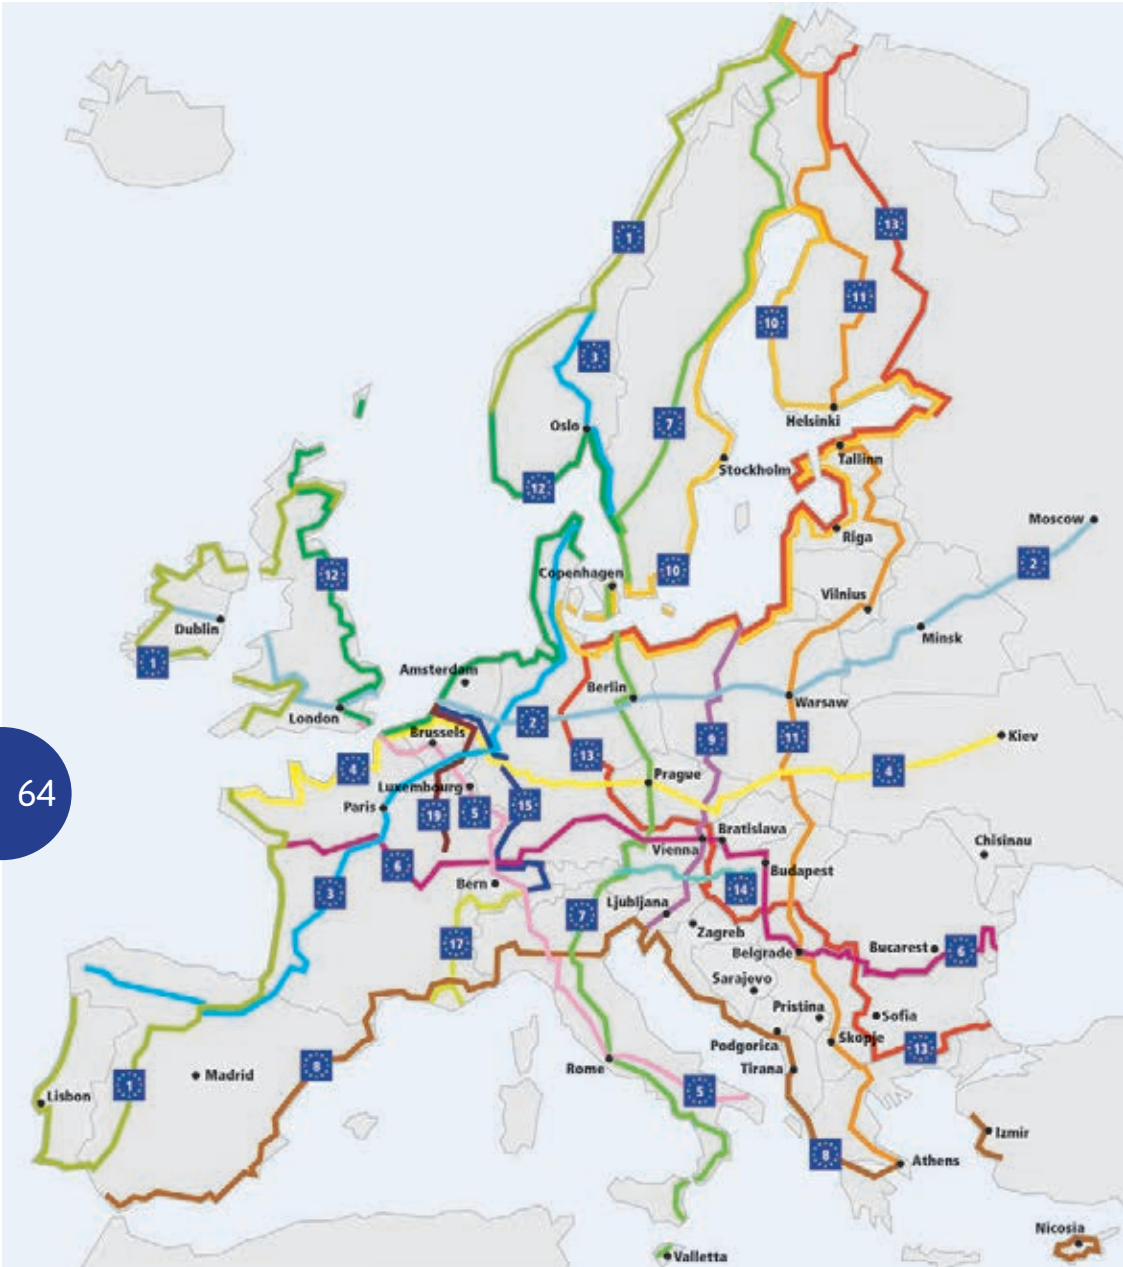 1
13
11
10
3
7
Oslo
Helsinki
Tallinn
Stockholm
12
Riga
Moscow
2
10
Copenhagen
12
Vilnius
Minsk
Dublin
1
Amsterdam
Berlin
Warsaw
London
2
Brussels
13
9
11
Kiev
4
4
64
Prague
Luxembourg
Paris
19
5
15
Bratislava
Vienna
Chisinau
6
Budapest
Bern
14
3
7
Ljubljana
Zagreb
17
Belgrade
Bucarest
6
Sarajevo
Pristina
Sofia
Podgorica
Skopje
13
8
Rome
Tirana
Madrid
1
Lisbon
5
Izmir
8
Athens
Nicosia
Valletta